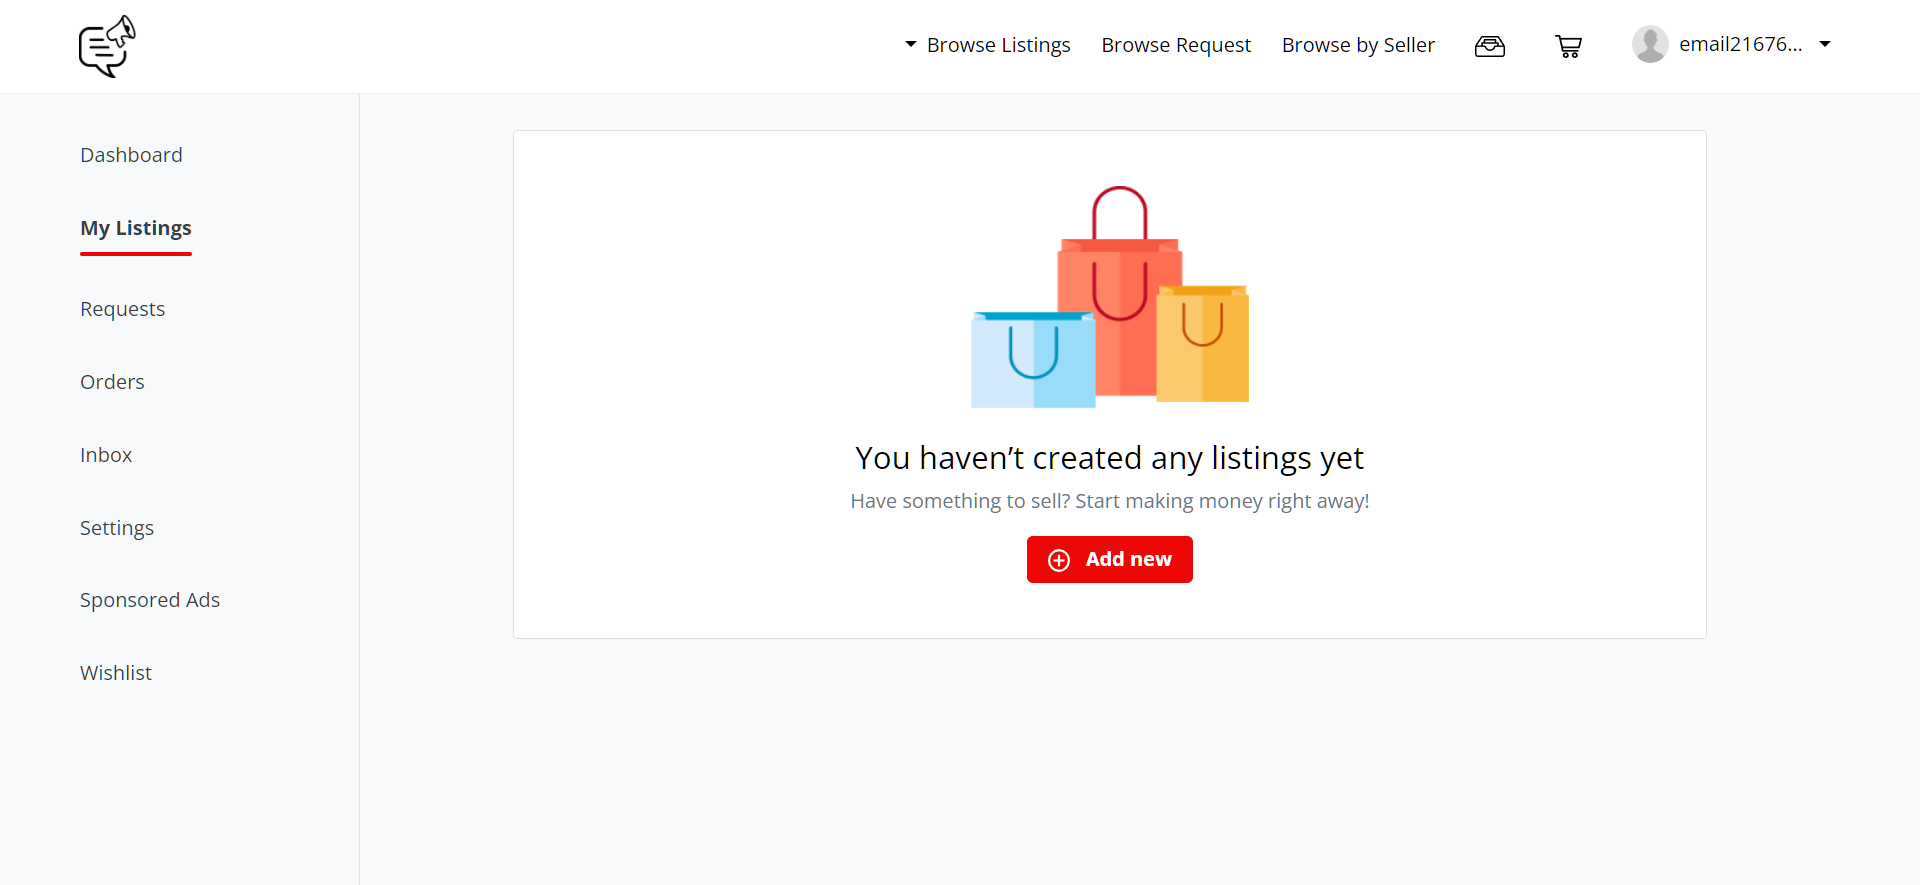 Browse Listings
Browse Request
Browse by Seller
email21676...
Dashboard
My Listings
Requests
Orders
Inbox
Settings
Sponsored Ads
Wishlist
You haven’t created any listings yet
Have something to sell? Start making money right away!
Add new